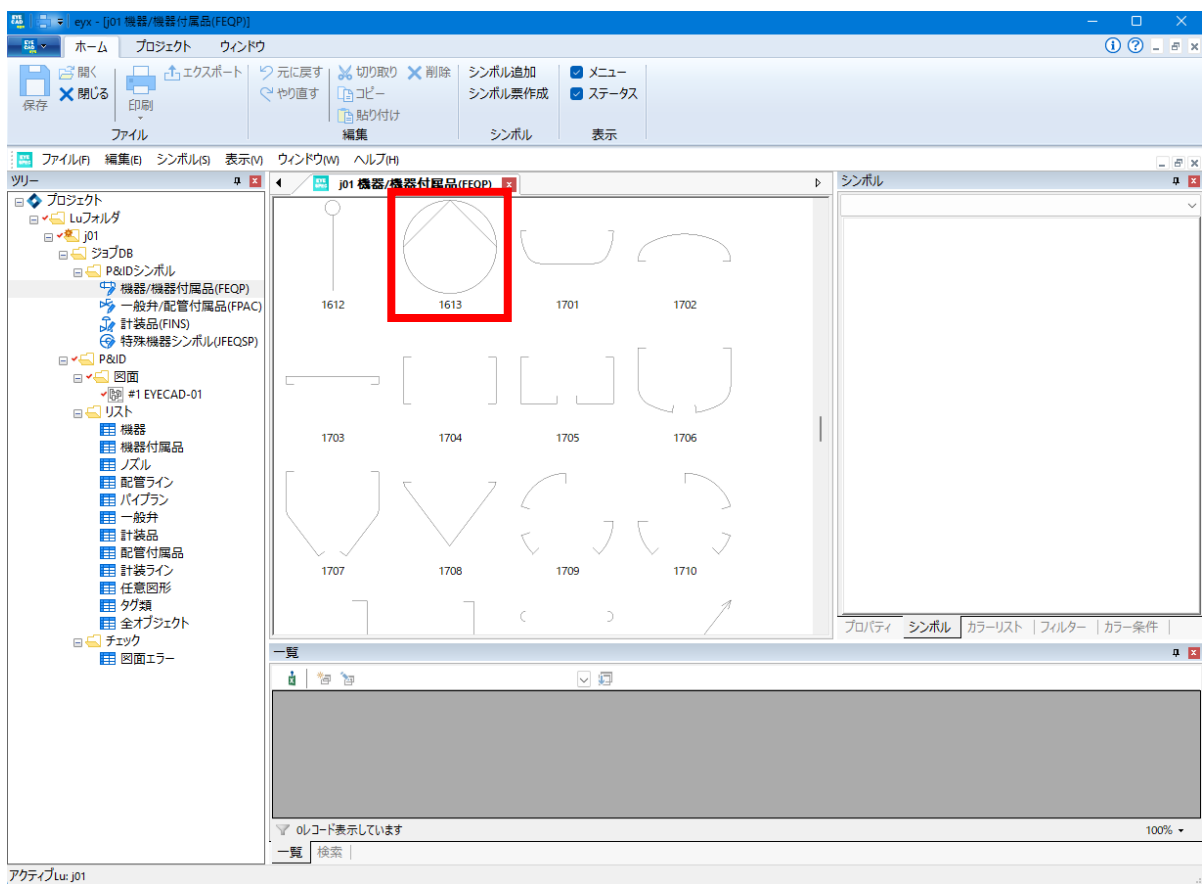 eyx - [j01 機器/機器付属品(FEQP)]
ホーム プロジェクト ウィンドウ
保存 開く 閉じる 印刷 エクスポート
ファイル
元に戻す やり直す 切り取り 削除 コピー 貼り付け
編集
シンボル追加 シンボル票作成
シンボル
メニュー ステータス
表示
ファイル(F) 編集(E) シンボル(S) 表示(V) ウィンドウ(W) ヘルプ(H)
ツリー
プロジェクト
Luフォルダ
j01
ジョブDB
P&IDシンボル
機器/機器付属品(FEQP)
一般弁/配管付属品(FPAC)
計装品(FINS)
特殊機器シンボル(JFEQSP)
P&ID
図面
#1 EYECAD-01
リスト
機器
機器付属品
ノズル
配管ライン
パイプラン
一般弁
計装品
配管付属品
計装ライン
任意図形
タグ類
全オブジェクト
チェック
図面エラー
j01 機器/機器付属品(FEQP)
1612 1613 1701 1702
1703 1704 1705 1706
1707 1708 1709 1710
シンボル
プロパティ シンボル カラーリスト フィルター カラー条件
一覧
0レコード表示しています 100%
一覧 検索
アクティブLu: j01